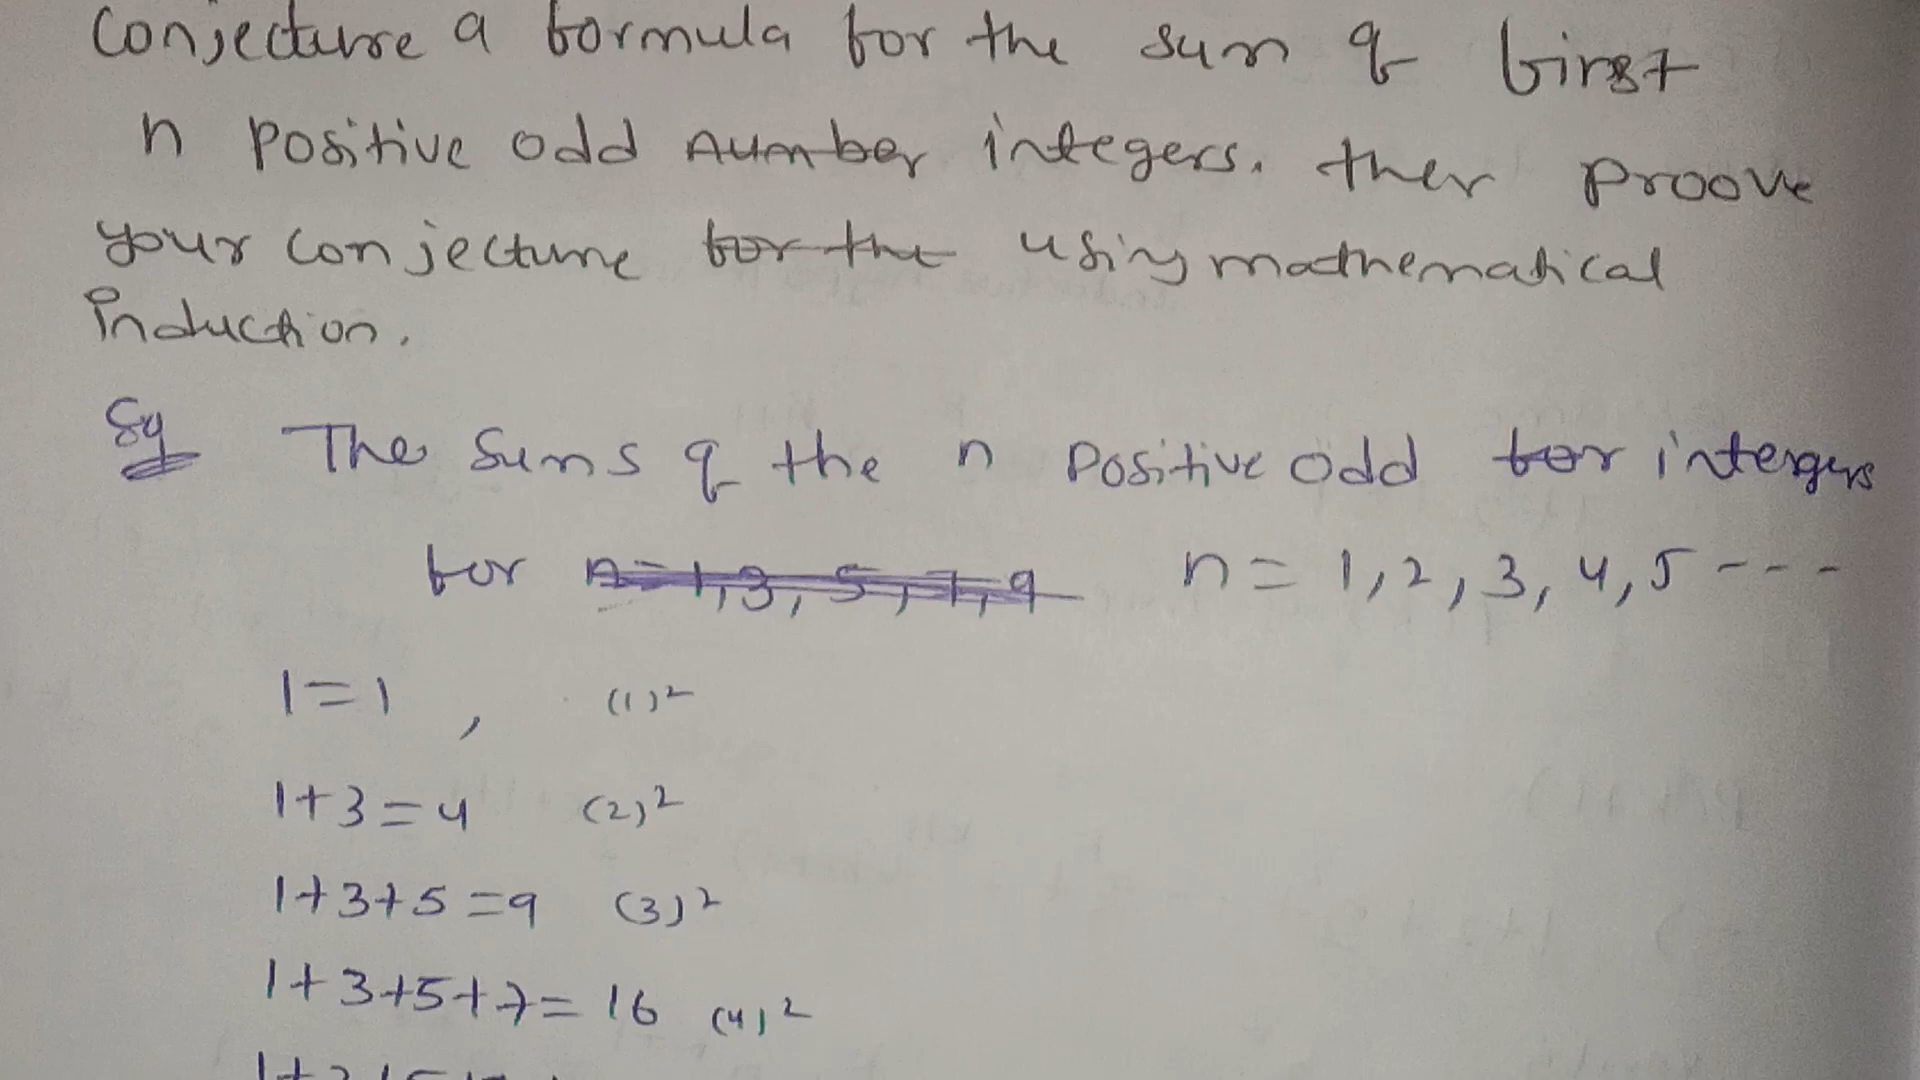 Conjecture a formula for the sum of first
n positive odd number integers. then proove
your conjecture for the using mathematical
induction.
Sol The Sums of the n Positive odd for intergers
for n=1,3,5,7,9 n=1,2,3,4,5---
1=1, (1)²
1+3=4 (2)²
1+3+5=9 (3)²
1+3+5+7=16 (4)²